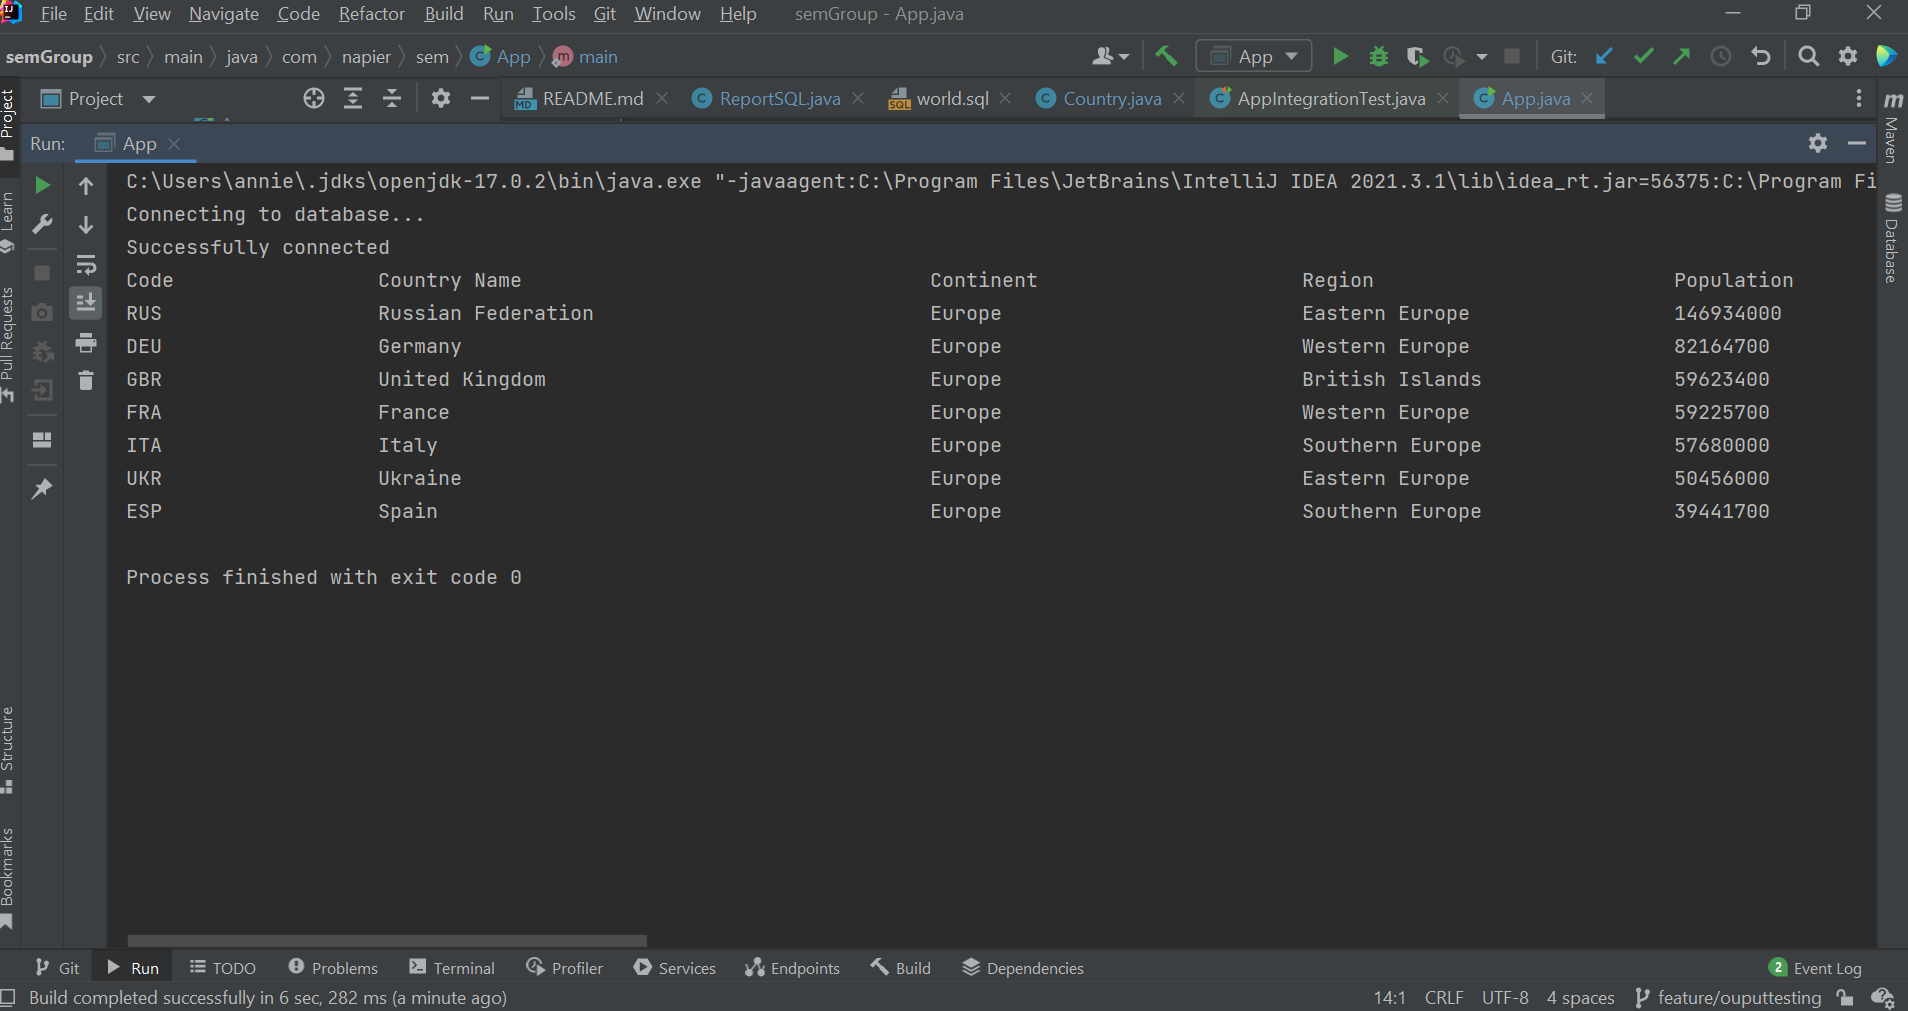 File Edit View Navigate Code Refactor Build Run Tools Git Window Help semGroup - App.java
semGroup src main java com napier sem App main App Git:
Project README.md ReportSQL.java world.sql Country.java AppIntegrationTest.java App.java
Run: App
C:\Users\annie\.jdks\openjdk-17.0.2\bin\java.exe "-javaagent:C:\Program Files\JetBrains\IntelliJ IDEA 2021.3.1\lib\idea_rt.jar=56375:C:\Program Fi
Connecting to database...
Successfully connected
Code Country Name Continent Region Population
RUS Russian Federation Europe Eastern Europe 146934000
DEU Germany Europe Western Europe 82164700
GBR United Kingdom Europe British Islands 59623400
FRA France Europe Western Europe 59225700
ITA Italy Europe Southern Europe 57680000
UKR Ukraine Europe Eastern Europe 50456000
ESP Spain Europe Southern Europe 39441700
Process finished with exit code 0
Project
Learn
Pull Requests
Structure
Bookmarks
m Maven
Database
Git Run TODO Problems Terminal Profiler Services Endpoints Build Dependencies 2 Event Log
Build completed successfully in 6 sec, 282 ms (a minute ago) 14:1 CRLF UTF-8 4 spaces feature/ouputtesting